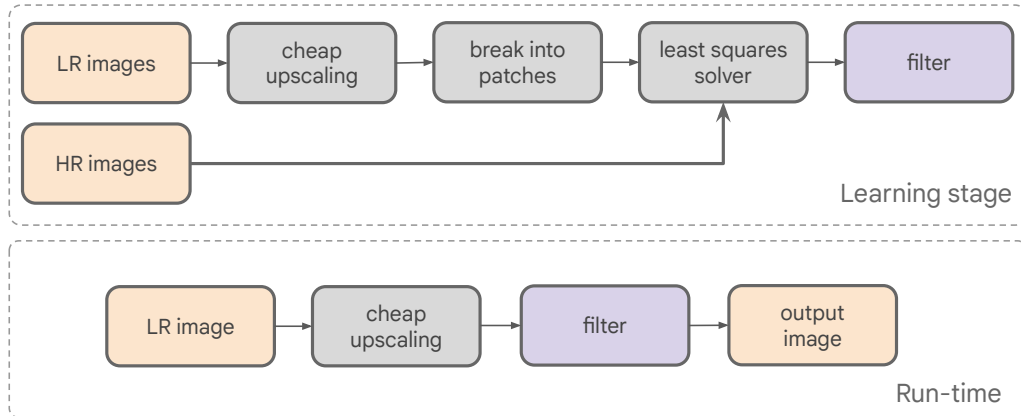 LR images
cheap
upscaling
break into
patches
least squares
solver
filter
HR images
Learning stage
LR image
cheap
upscaling
filter
output
image
Run-time